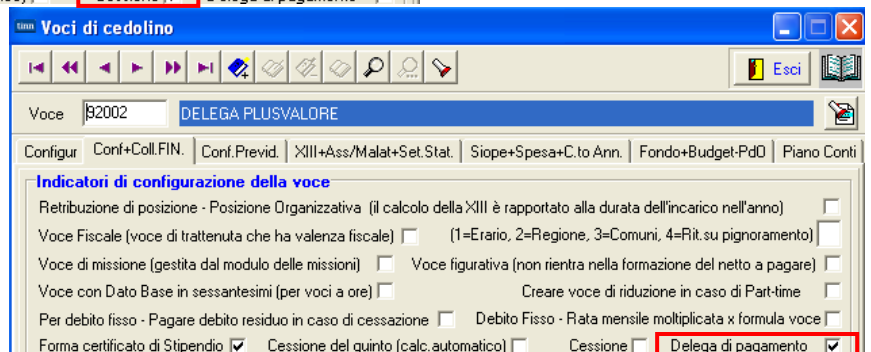 tinn Voci di cedolino
Esci
Voce 92002 DELEGA PLUSVALORE
Configur Conf+Coll.FIN. Conf.Previd. XIII+Ass/Malat+Set.Stat. Siope+Spesa+C.to Ann. Fondo+Budget-PdO Piano Conti
Indicatori di configurazione della voce
Retribuzione di posizione - Posizione Organizzativa (il calcolo della XIII è rapportato alla durata dell'incarico nell'anno)
Voce Fiscale (voce di trattenuta che ha valenza fiscale) (1=Erario, 2=Regione, 3=Comuni, 4=Rit.su pignoramento)
Voce di missione (gestita dal modulo delle missioni) Voce figurativa (non rientra nella formazione del netto a pagare)
Voce con Dato Base in sessantesimi (per voci a ore) Creare voce di riduzione in caso di Part-time
Per debito fisso - Pagare debito residuo in caso di cessazione Debito Fisso - Rata mensile moltiplicata x formula voce
Forma certificato di Stipendio Cessione del quinto (calc.automatico) Cessione Delega di pagamento